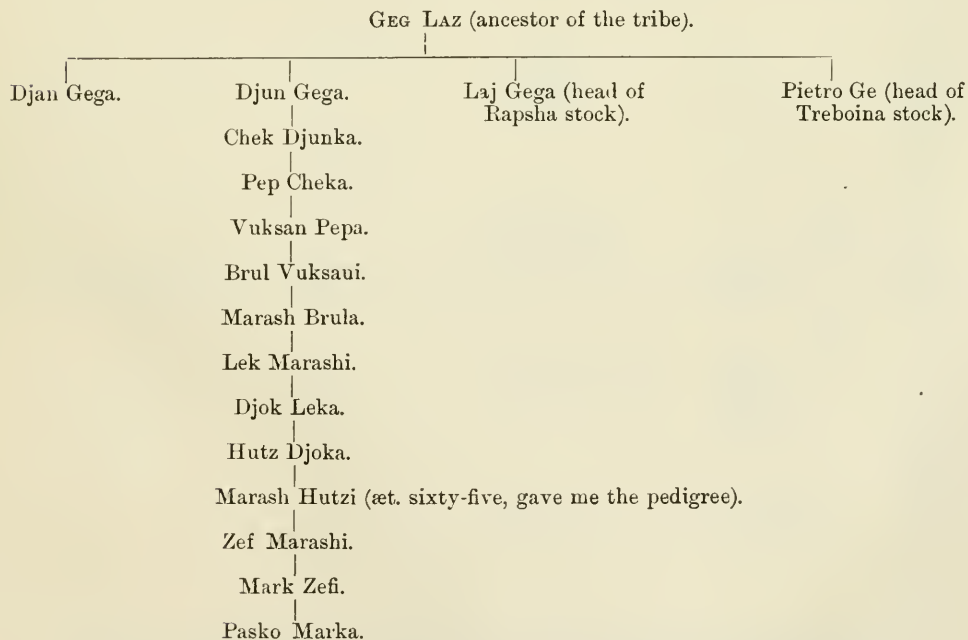 GEG LAZ (ancestor of the tribe).
Djan Gega. Djun Gega. Laj Gega (head of Pietro Ge (head of
Rapsha stock). Treboina stock).
Chek Djunka.
Pep Cheka.
Vuksan Pepa.
Brul Vuksaui.
Marash Brula.
Lek Marashi.
Djok Leka.
Hutz Djoka.
Marash Hutzi (æt. sixty-five, gave me the pedigree).
Zef Marashi.
Mark Zefi.
Pasko Marka.